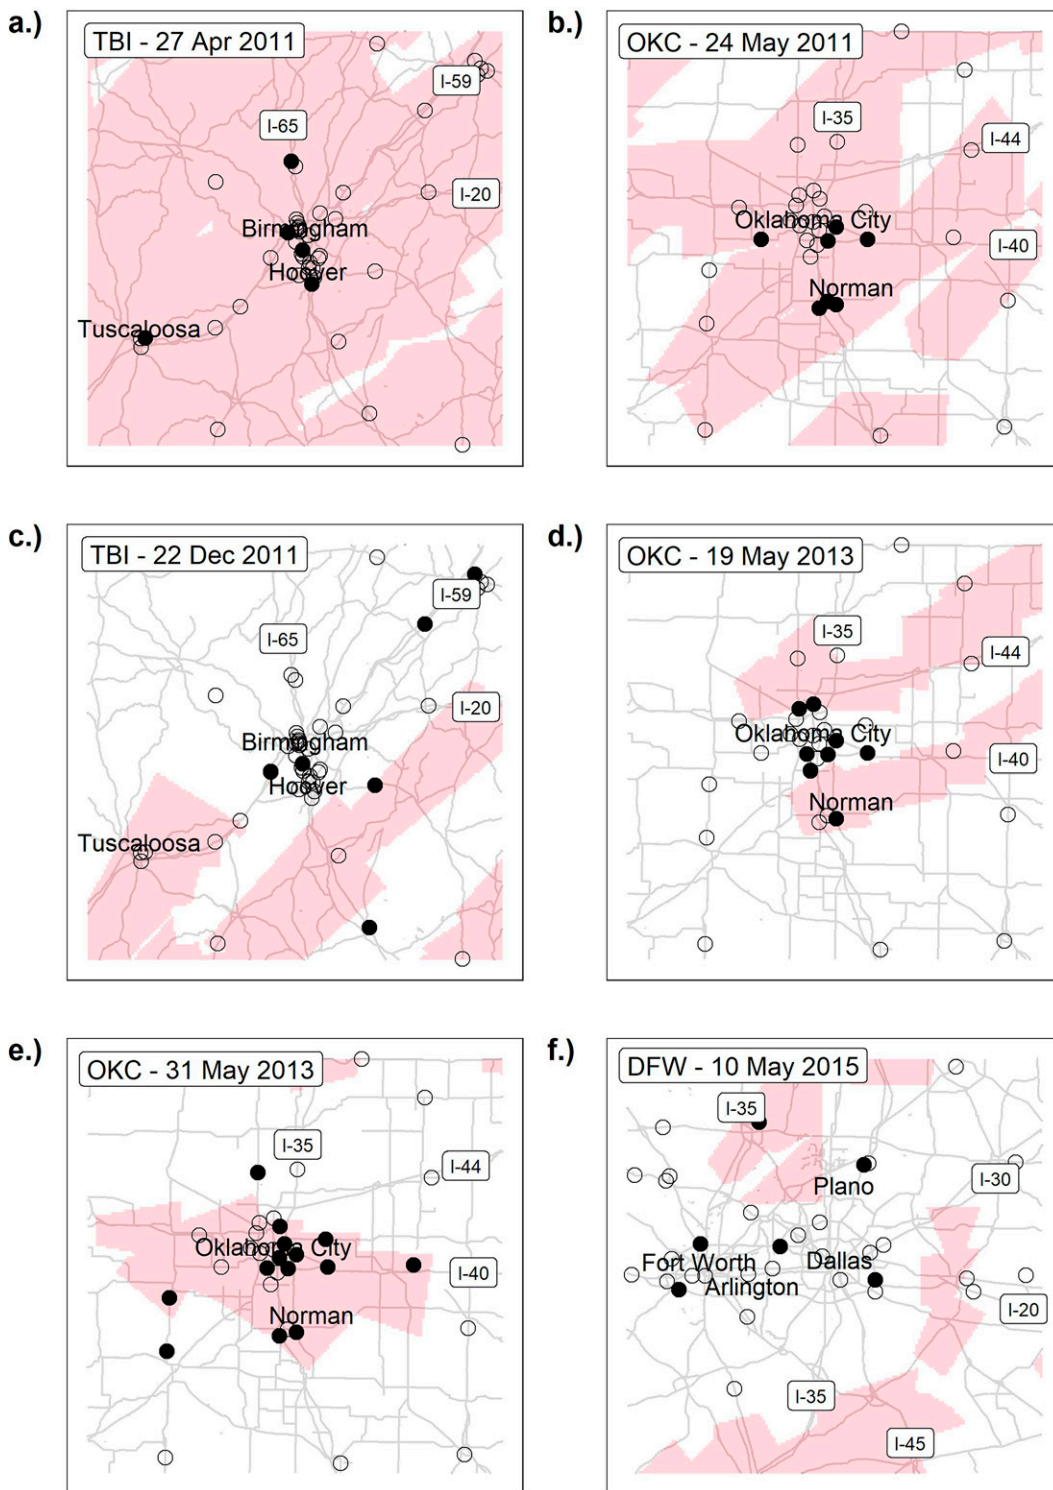 a.)
TBI - 27 Apr 2011
I-59
I-65
I-20
Birmingham
Hoover
Tuscaloosa
b.)
OKC - 24 May 2011
I-35
I-44
Oklahoma City
I-40
Norman
c.)
TBI - 22 Dec 2011
I-59
I-65
I-20
Birmingham
Hoover
Tuscaloosa
d.)
OKC - 19 May 2013
I-35
I-44
Oklahoma City
I-40
Norman
e.)
OKC - 31 May 2013
I-35
I-44
Oklahoma City
I-40
Norman
f.)
DFW - 10 May 2015
I-35
I-30
Plano
Fort Worth
Dallas
Arlington
I-20
I-35
I-45